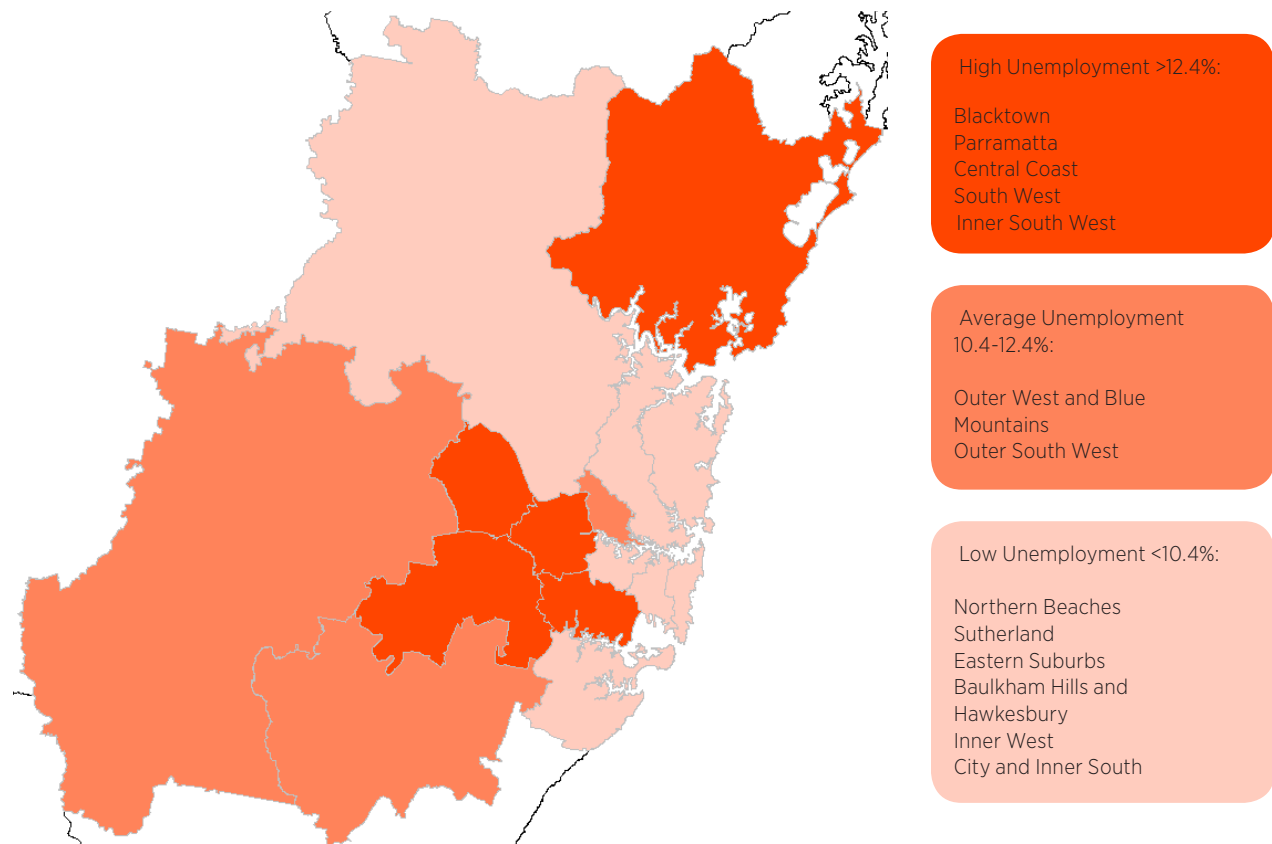 High Unemployment >12.4%:
Blacktown
Parramatta
Central Coast
South West
Inner South West
Average Unemployment
10.4-12.4%:
Outer West and Blue
Mountains
Outer South West
Low Unemployment <10.4%:
Northern Beaches
Sutherland
Eastern Suburbs
Baulkham Hills and
Hawkesbury
Inner West
City and Inner South